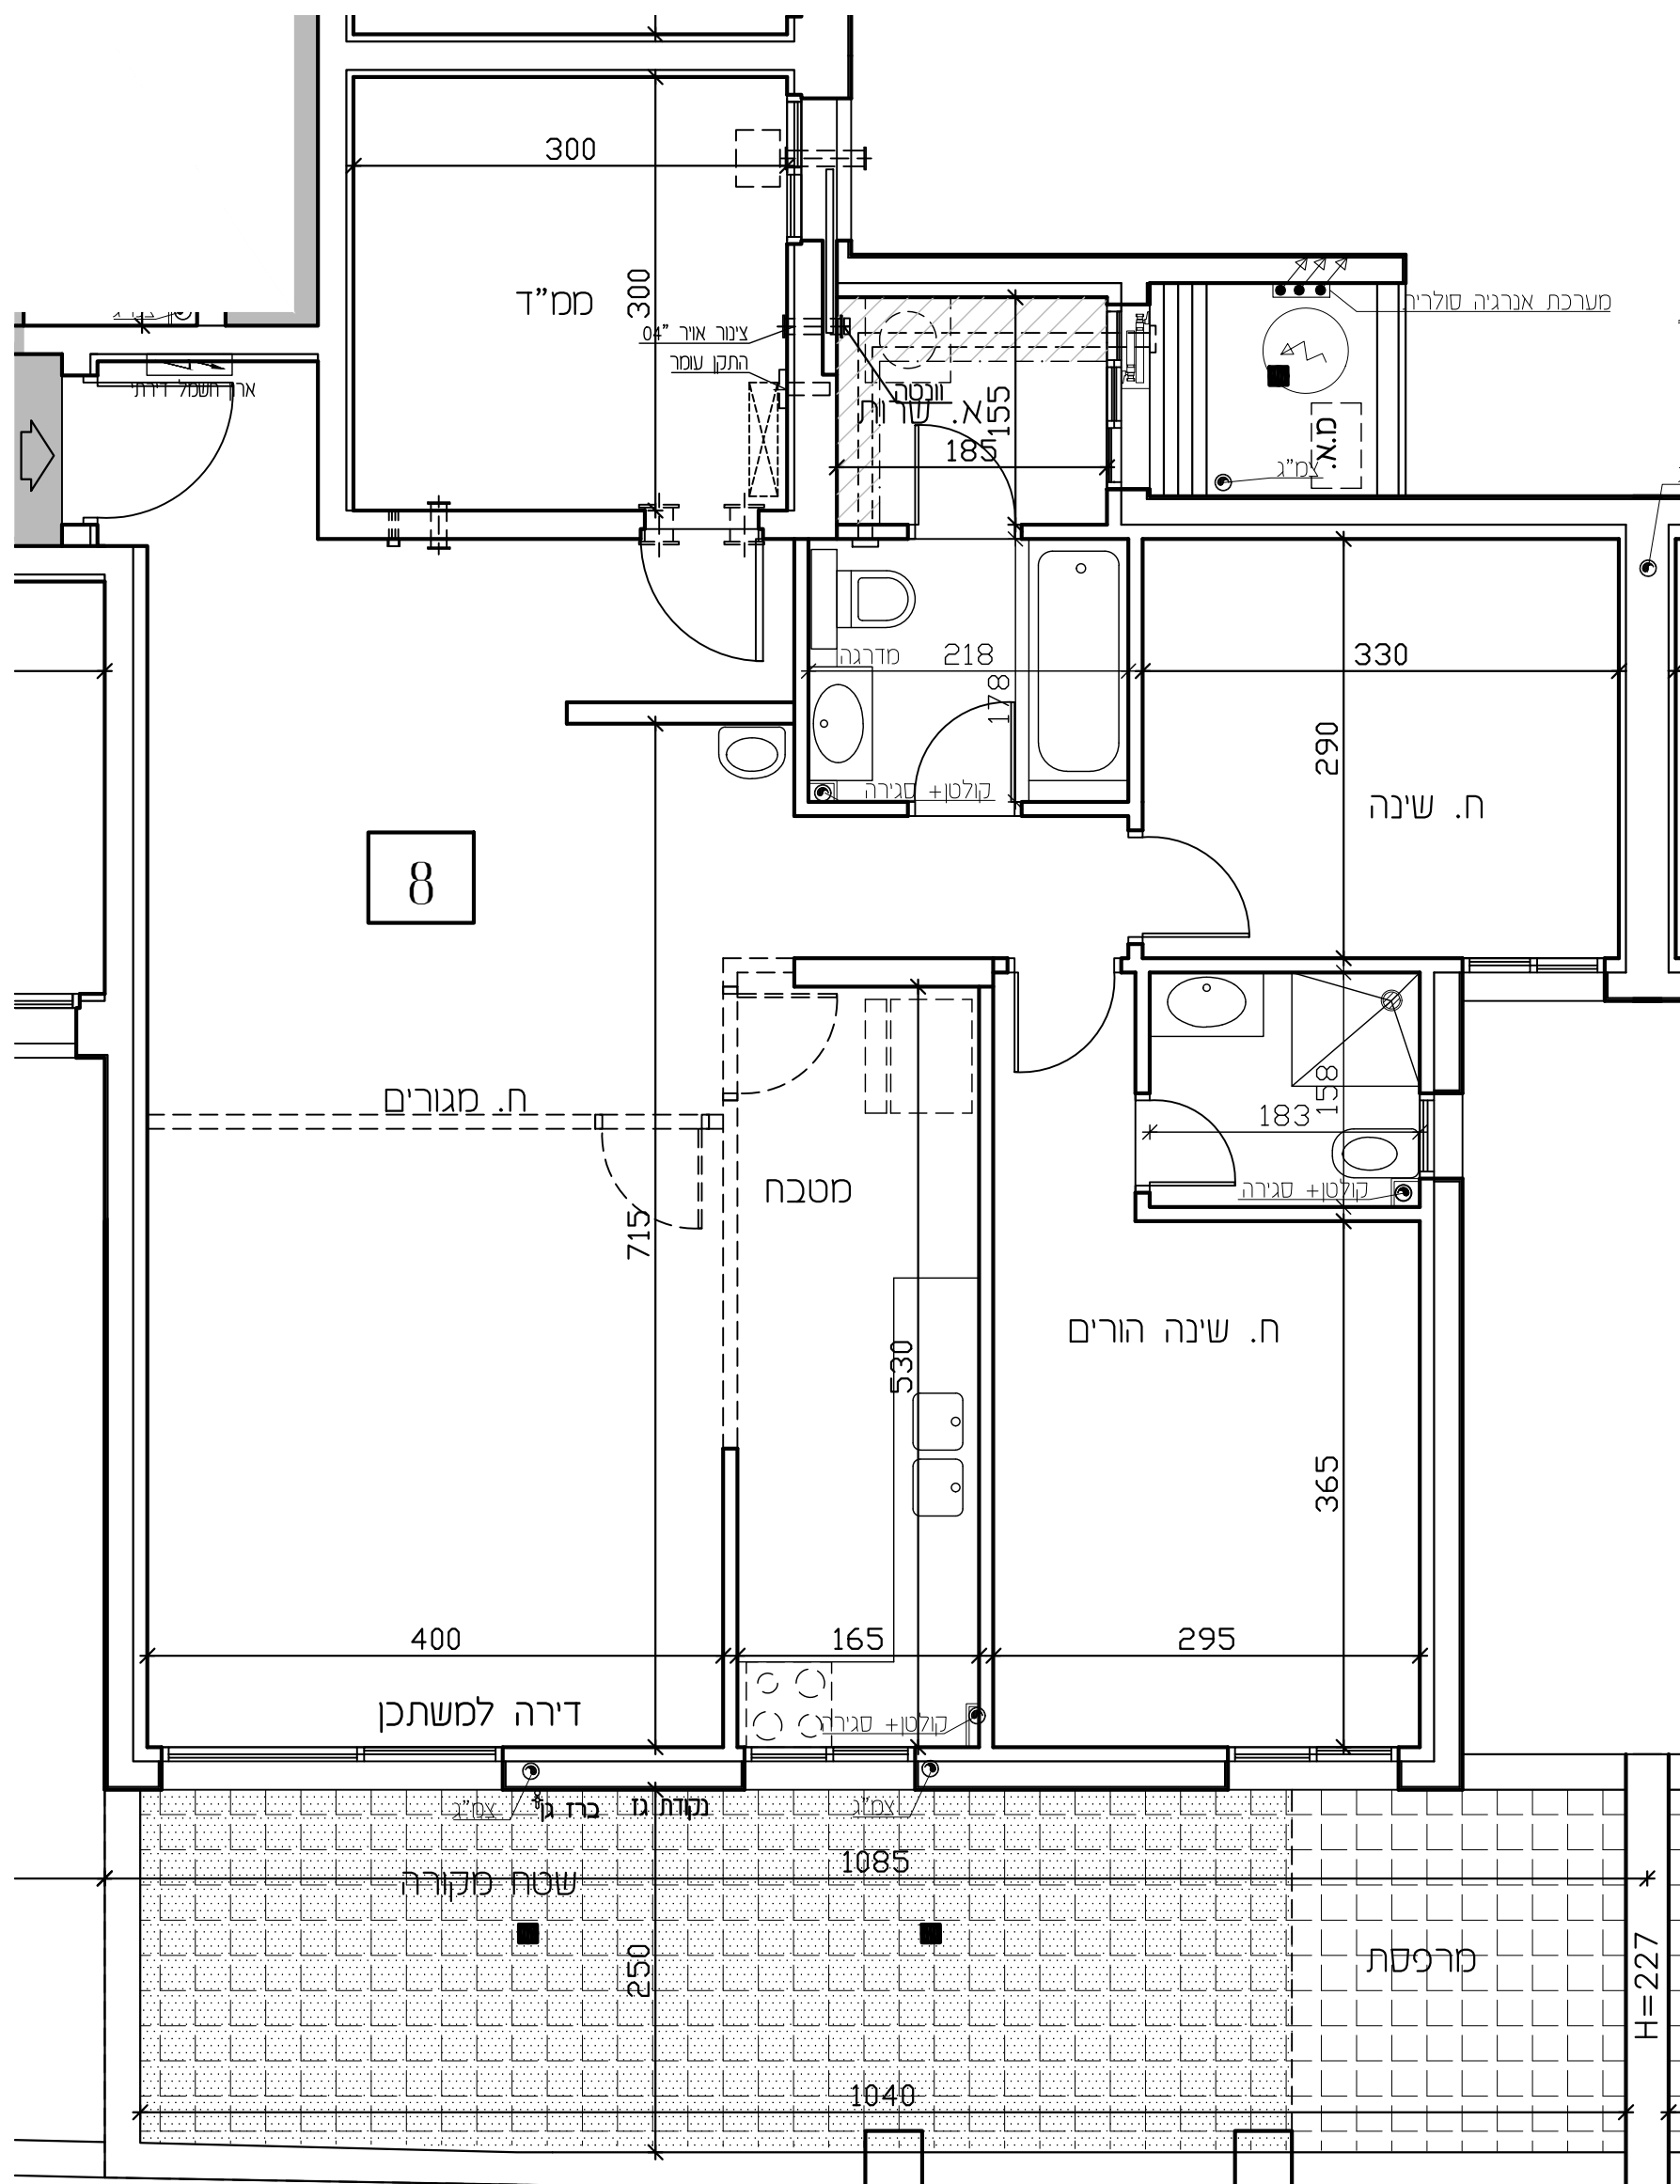 300
300
ממ"ד
צינור אויר "04
התקן עומר
ארון חשמל דירתי
מערכת אנרגיה סולרית
וונטה
א. שרות
155
185
מ.א.
צמ"ג
מדרגה
218
178
קולטן+ סגירה
330
290
ח. שינה
8
ח. מגורים
715
מטבח
530
158
183
קולטן+ סגירה
ח. שינה הורים
365
400
165
295
דירה למשתכן
קולטן+ סגירה
צמ"ג
ברז גן
נקודת גז
צמ"ג
1085
שטח מקורה
250
מרפסת
H=227
1040